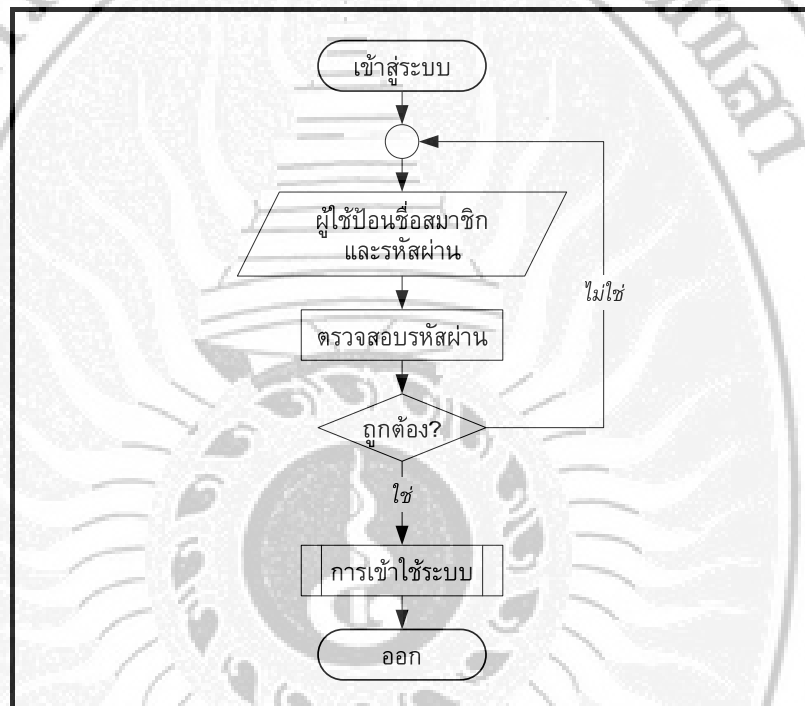 เข้าสู่ระบบ
ผู้ใช้ป้อนชื่อสมาชิก
และรหัสผ่าน
ไม่ใช่
ตรวจสอบรหัสผ่าน
ถูกต้อง?
ใช่
การเข้าใช้ระบบ
ออก